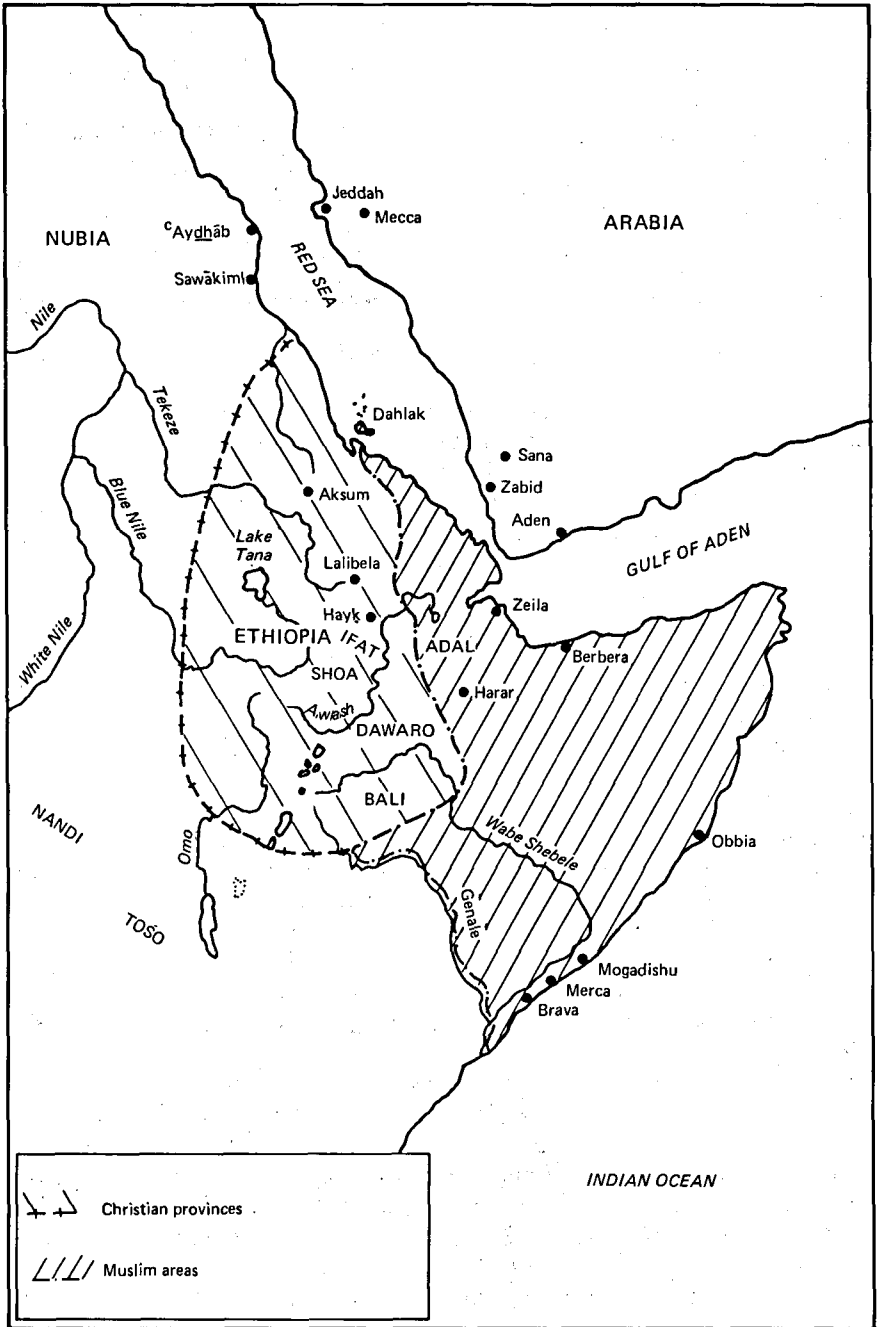 Jeddah
Mecca
ARABIA
NUBIA
ᶜAydhāb
RED SEA
Sawākiml
Nile
Tekeze
Dahlak
Sana
Zabid
Aden
GULF OF ADEN
Aksum
Blue Nile
Lake
Tana
Lalibela
White Nile
Hayk
Zeila
ETHIOPIA
IFAT
ADAL
Berbera
SHOA
Harar
Awash
DAWARO
BALI
NANDI
Omo
Wabe Shebele
Obbia
Genale
TOŚO
Mogadishu
Merca
Brava
INDIAN OCEAN
Christian provinces
Muslim areas